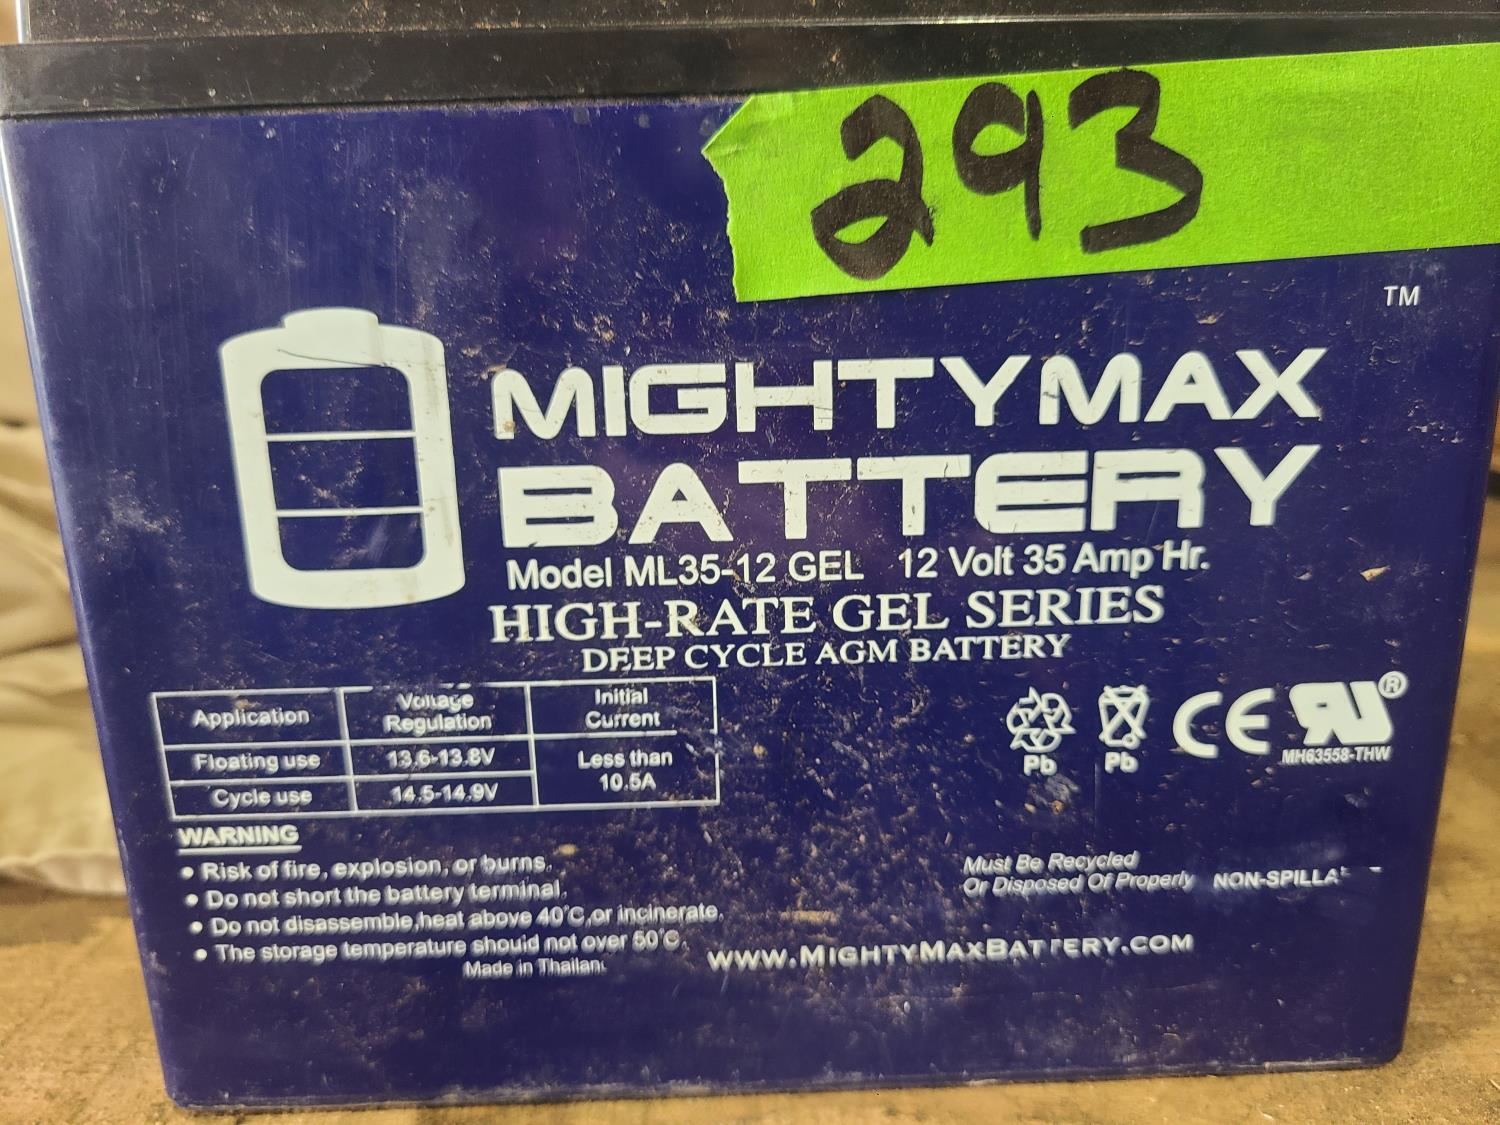 293
TM
MIGHTYMAX
BATTERY
Model ML35-12 GEL 12 Volt 35 Amp Hr.
HIGH-RATE GEL SERIES
DEEP CYCLE AGM BATTERY
Application Voltage Regulation Initial Current
Floating use 13.6-13.8V Less than 10.5A
Cycle use 14.5-14.9V
Pb Pb CE RU ®
MH63558-THW
WARNING
• Risk of fire, explosion, or burns.
• Do not short the battery terminal.
• Do not disassemble,heat above 40°C,or incinerate.
• The storage temperature should not over 50°C.
Made in Thailan
Must Be Recycled
Or Disposed Of Properly NON-SPILLA
WWW.MIGHTYMAXBATTERY.COM